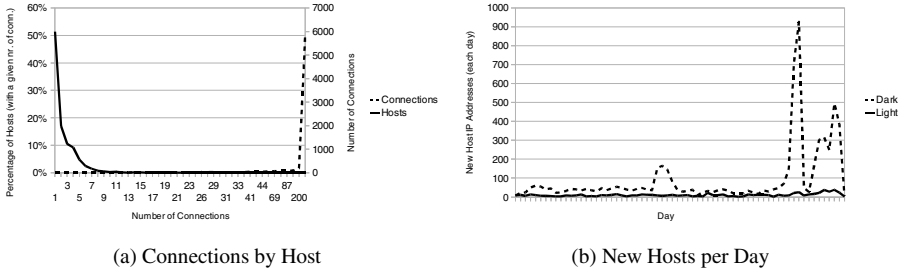 60%
50%
40%
30%
20%
10%
0%
7000
6000
5000
4000
3000
2000
1000
0
Percentage of Hosts (with a given nr. of conn.)
Number of Connections
Connections
Hosts
3 7 11 15 19 23 29 33 44 87
1 5 9 13 17 21 26 31 41 69 200
Number of Connections
(a) Connections by Host
1000
900
800
700
600
500
400
300
200
100
0
New Host IP Addresses (each day)
Dark
Light
Day
(b) New Hosts per Day